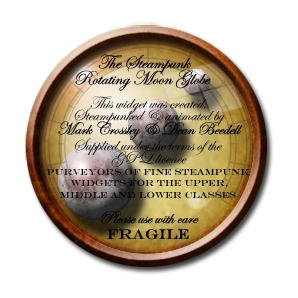 The Steampunk
Rotating Moon Globe
This widget was created,
Steampunked & animated by
Mark Crossley & Dean Beedell
Supplied under the terms of the
GPL licence
PURVEYORS OF FINE STEAMPUNK
WIDGETS FOR THE UPPER,
MIDDLE AND LOWER CLASSES
Please use with care
FRAGILE